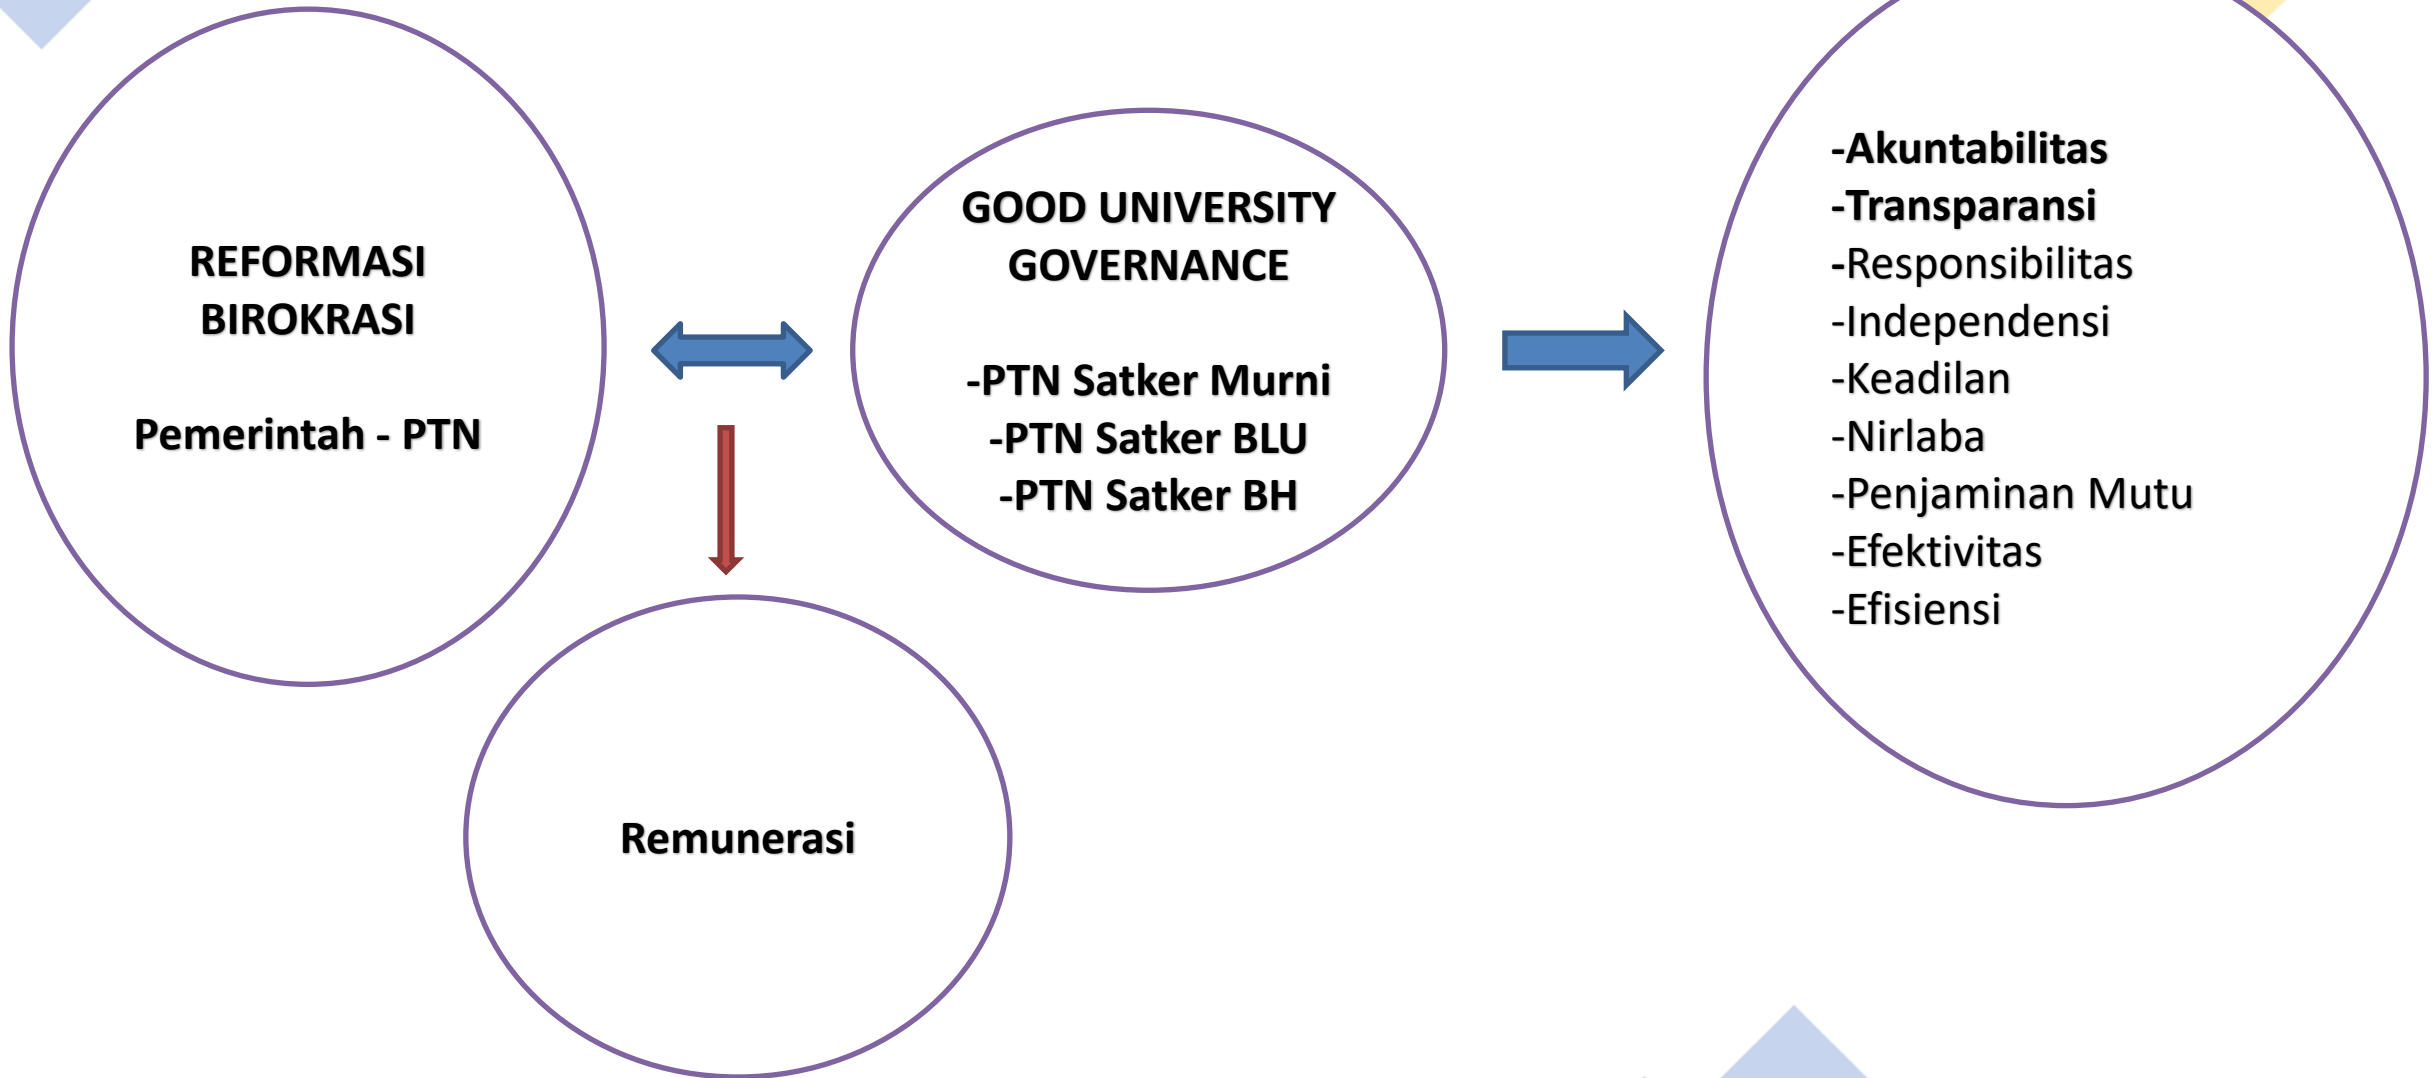 REFORMASI
BIROKRASI
Pemerintah - PTN
GOOD UNIVERSITY
GOVERNANCE
-PTN Satker Murni
-PTN Satker BLU
-PTN Satker BH
-Akuntabilitas
-Transparansi
-Responsibilitas
-Independensi
-Keadilan
-Nirlaba
-Penjaminan Mutu
-Efektivitas
-Efisiensi
Remunerasi